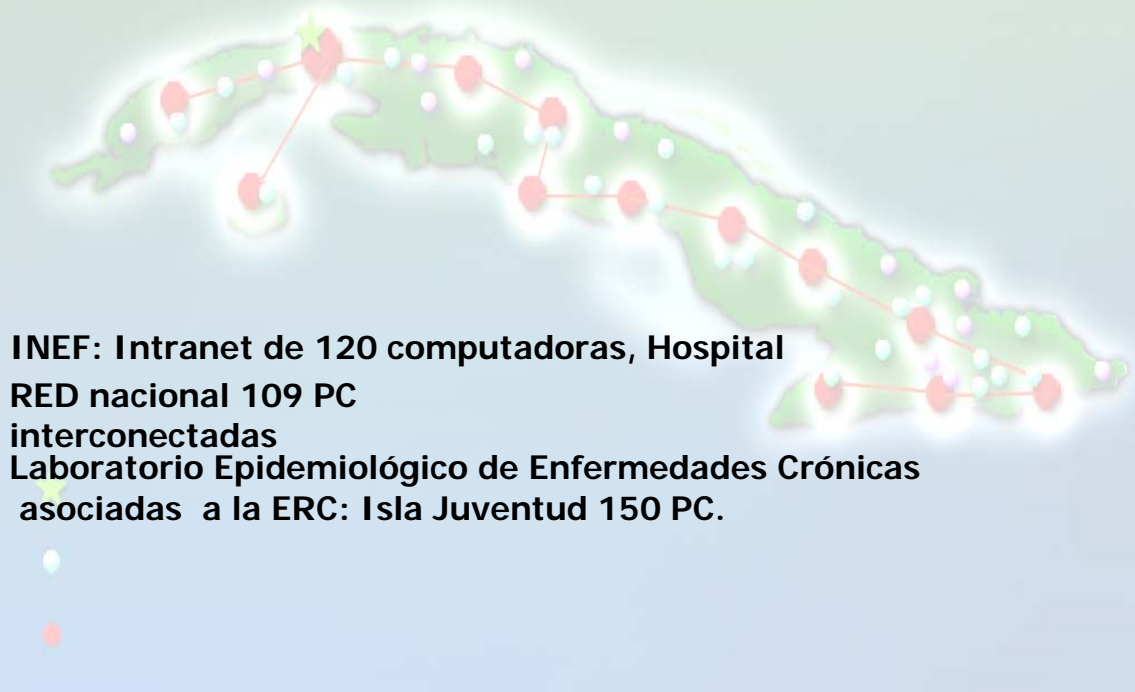 INEF: Intranet de 120 computadoras, Hospital
RED nacional 109 PC
interconectadas
Laboratorio Epidemiológico de Enfermedades Crónicas
asociadas a la ERC: Isla Juventud 150 PC.